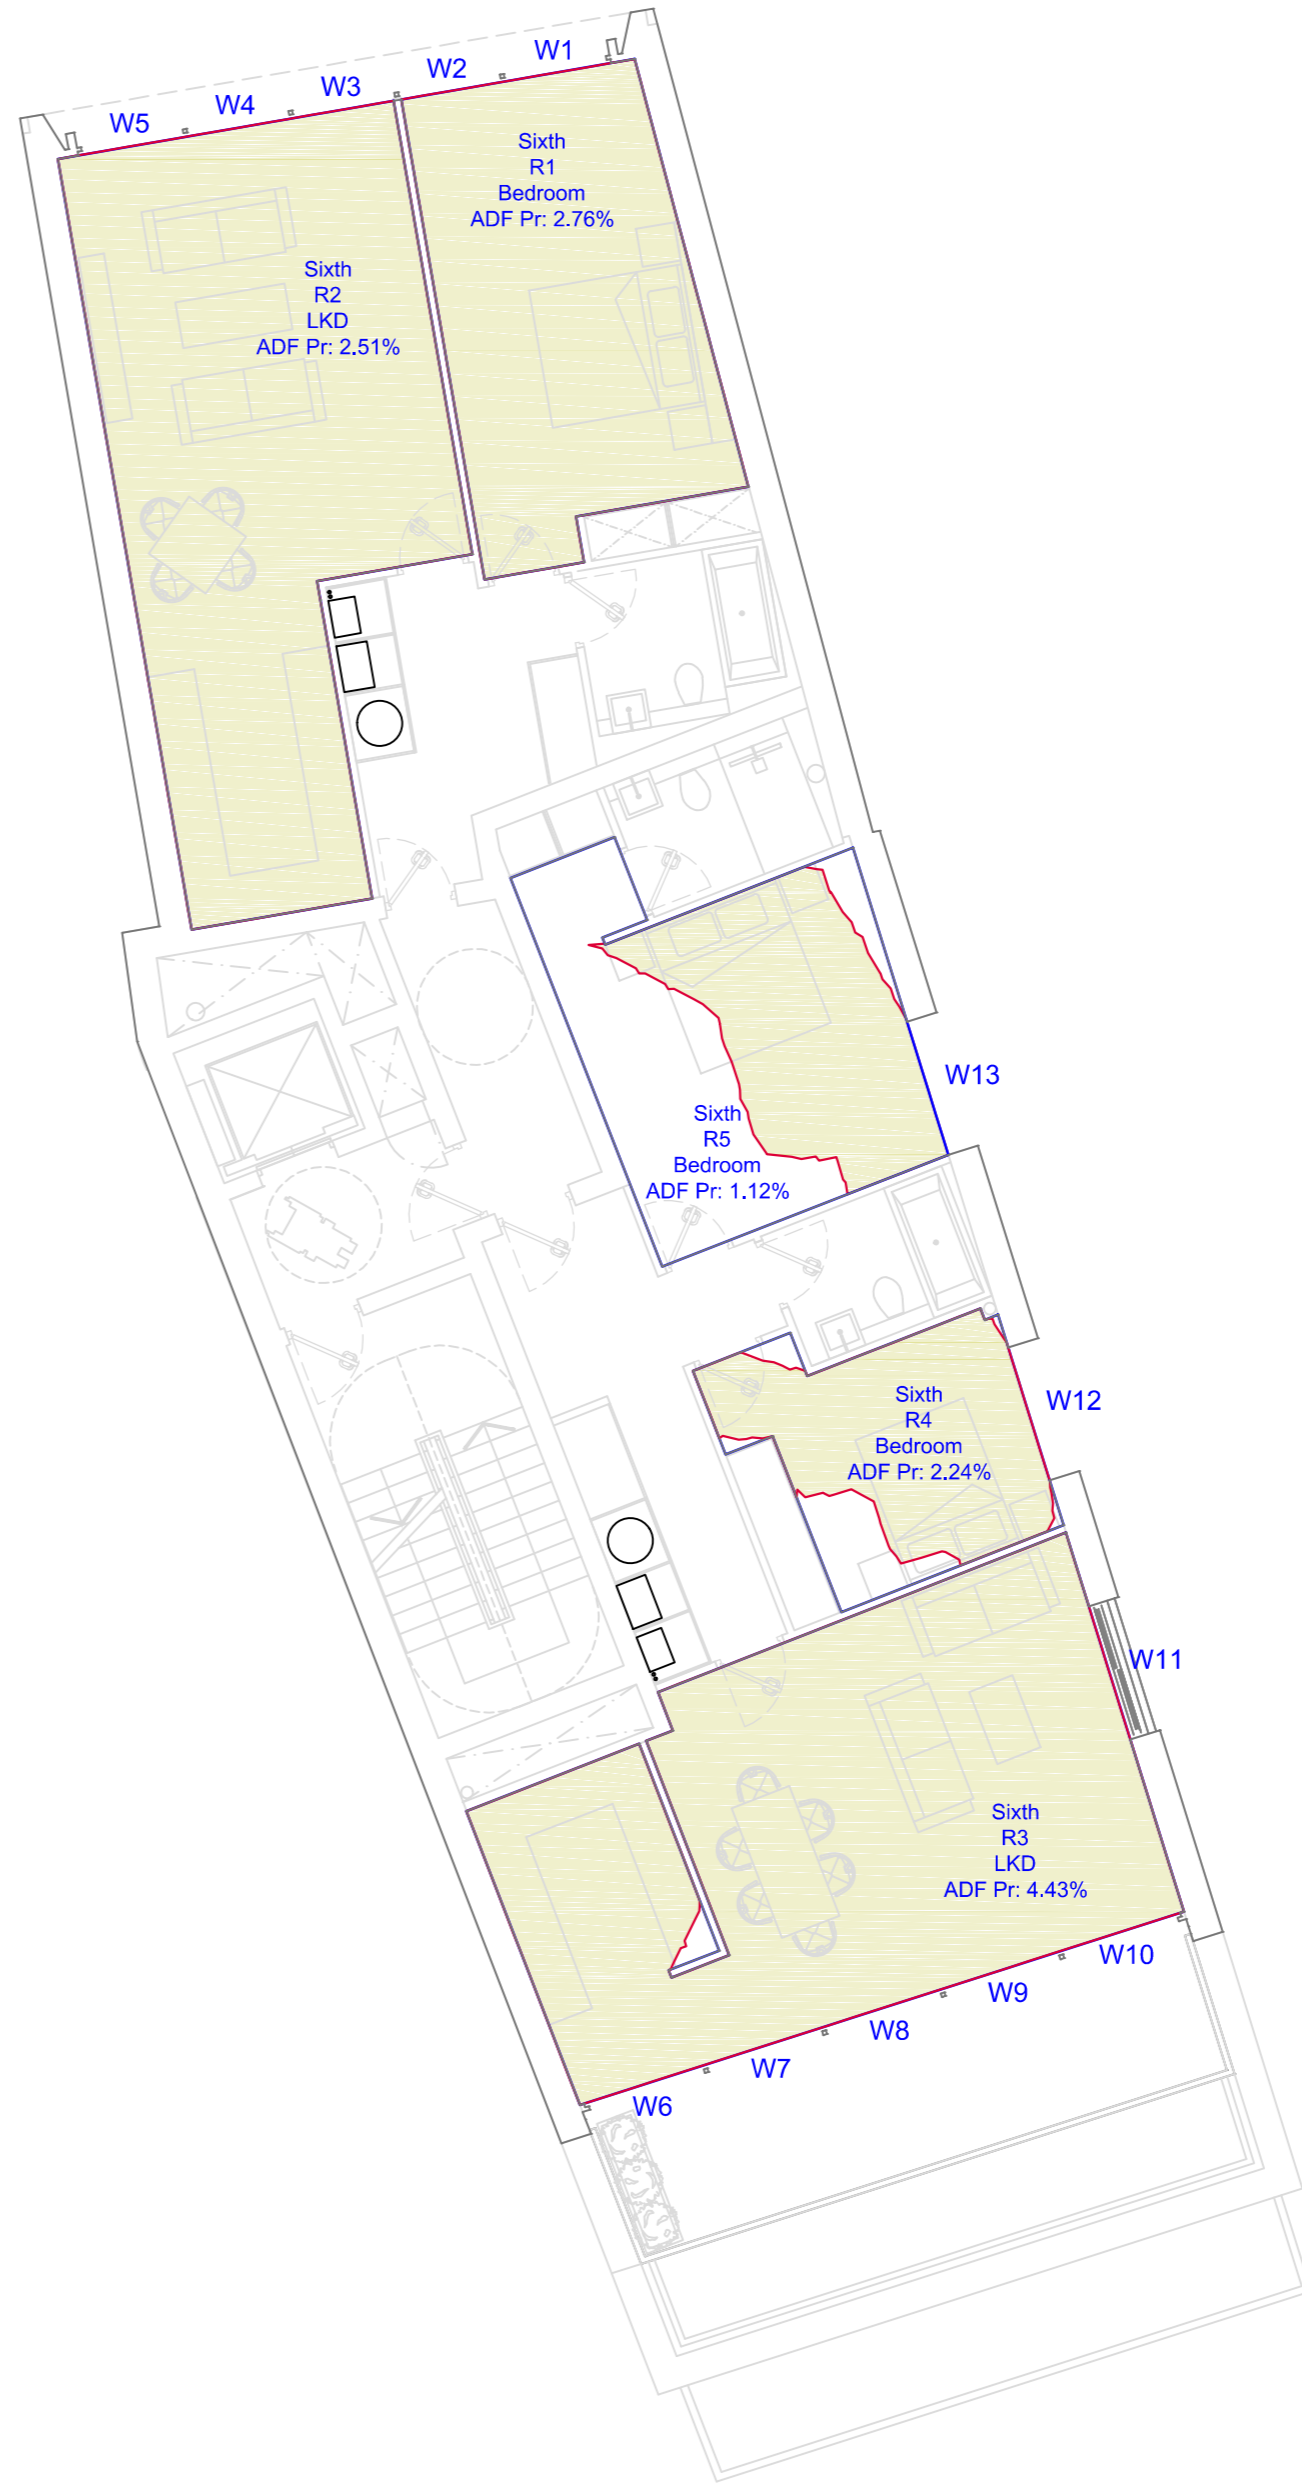 W1
W2
W3
W4
W5
Sixth
R1
Bedroom
ADF Pr: 2.76%
Sixth
R2
LKD
ADF Pr: 2.51%
W13
Sixth
R5
Bedroom
ADF Pr: 1.12%
W12
Sixth
R4
Bedroom
ADF Pr: 2.24%
W11
Sixth
R3
LKD
ADF Pr: 4.43%
W10
W9
W8
W7
W6